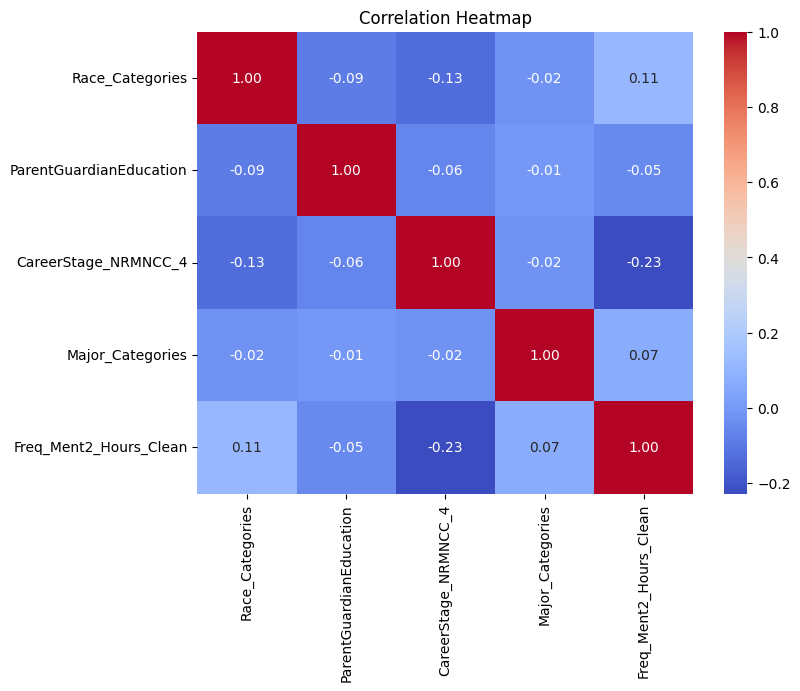 Correlation Heatmap
Race_Categories 1.00 -0.09 -0.13 -0.02 0.11
ParentGuardianEducation -0.09 1.00 -0.06 -0.01 -0.05
CareerStage_NRMNCC_4 -0.13 -0.06 1.00 -0.02 -0.23
Major_Categories -0.02 -0.01 -0.02 1.00 0.07
Freq_Ment2_Hours_Clean 0.11 -0.05 -0.23 0.07 1.00
Race_Categories
ParentGuardianEducation
CareerStage_NRMNCC_4
Major_Categories
Freq_Ment2_Hours_Clean
1.0
0.8
0.6
0.4
0.2
0.0
−0.2